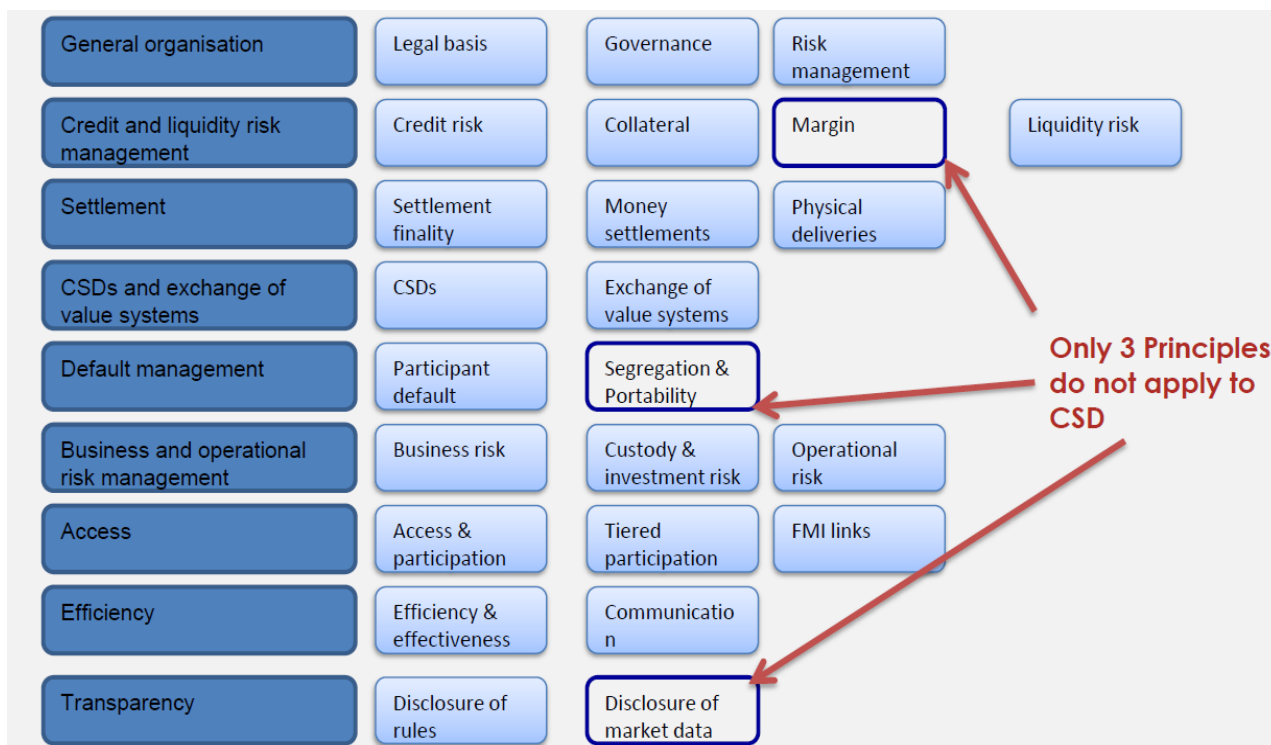 General organisation
Legal basis
Governance
Risk
management
Credit and liquidity risk
management
Credit risk
Collateral
Margin
Liquidity risk
Settlement
Settlement
finality
Money
settlements
Physical
deliveries
CSDs and exchange of
value systems
CSDs
Exchange of
value systems
Default management
Participant
default
Segregation &
Portability
Only 3 Principles
do not apply to
CSD
Business and operational
risk management
Business risk
Custody &
investment risk
Operational
risk
Access
Access &
participation
Tiered
participation
FMI links
Efficiency
Efficiency &
effectiveness
Communicatio
n
Transparency
Disclosure of
rules
Disclosure of
market data